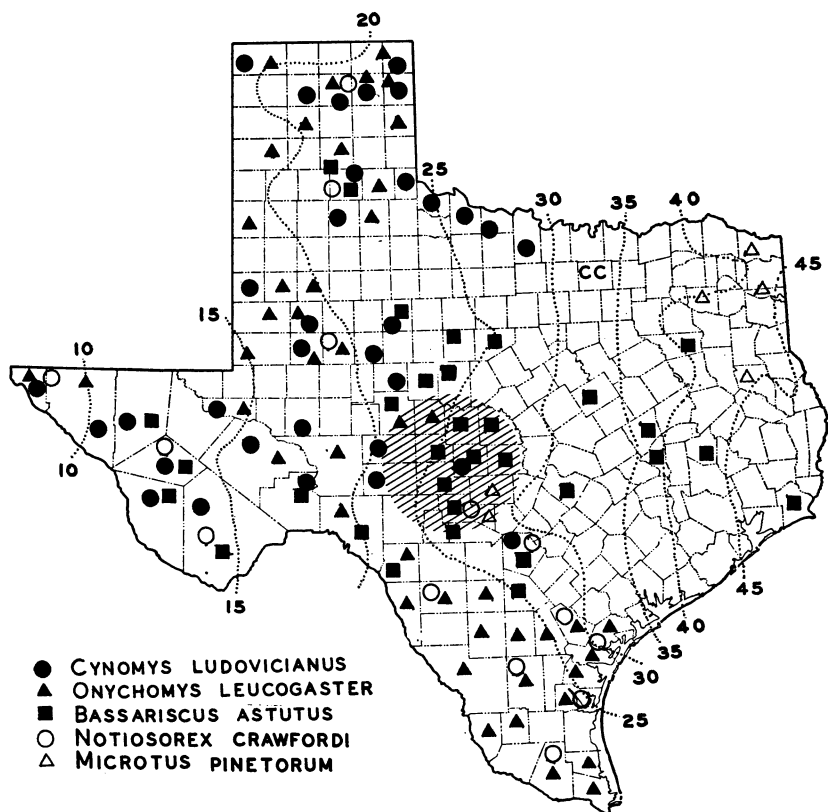 20
25
30
35
40
45
CC
15
10
10
15
45
40
35
30
25
CYNOMYS LUDOVICIANUS
ONYCHOMYS LEUCOGASTER
BASSARISCUS ASTUTUS
NOTIOSOREX CRAWFORDI
MICROTUS PINETORUM